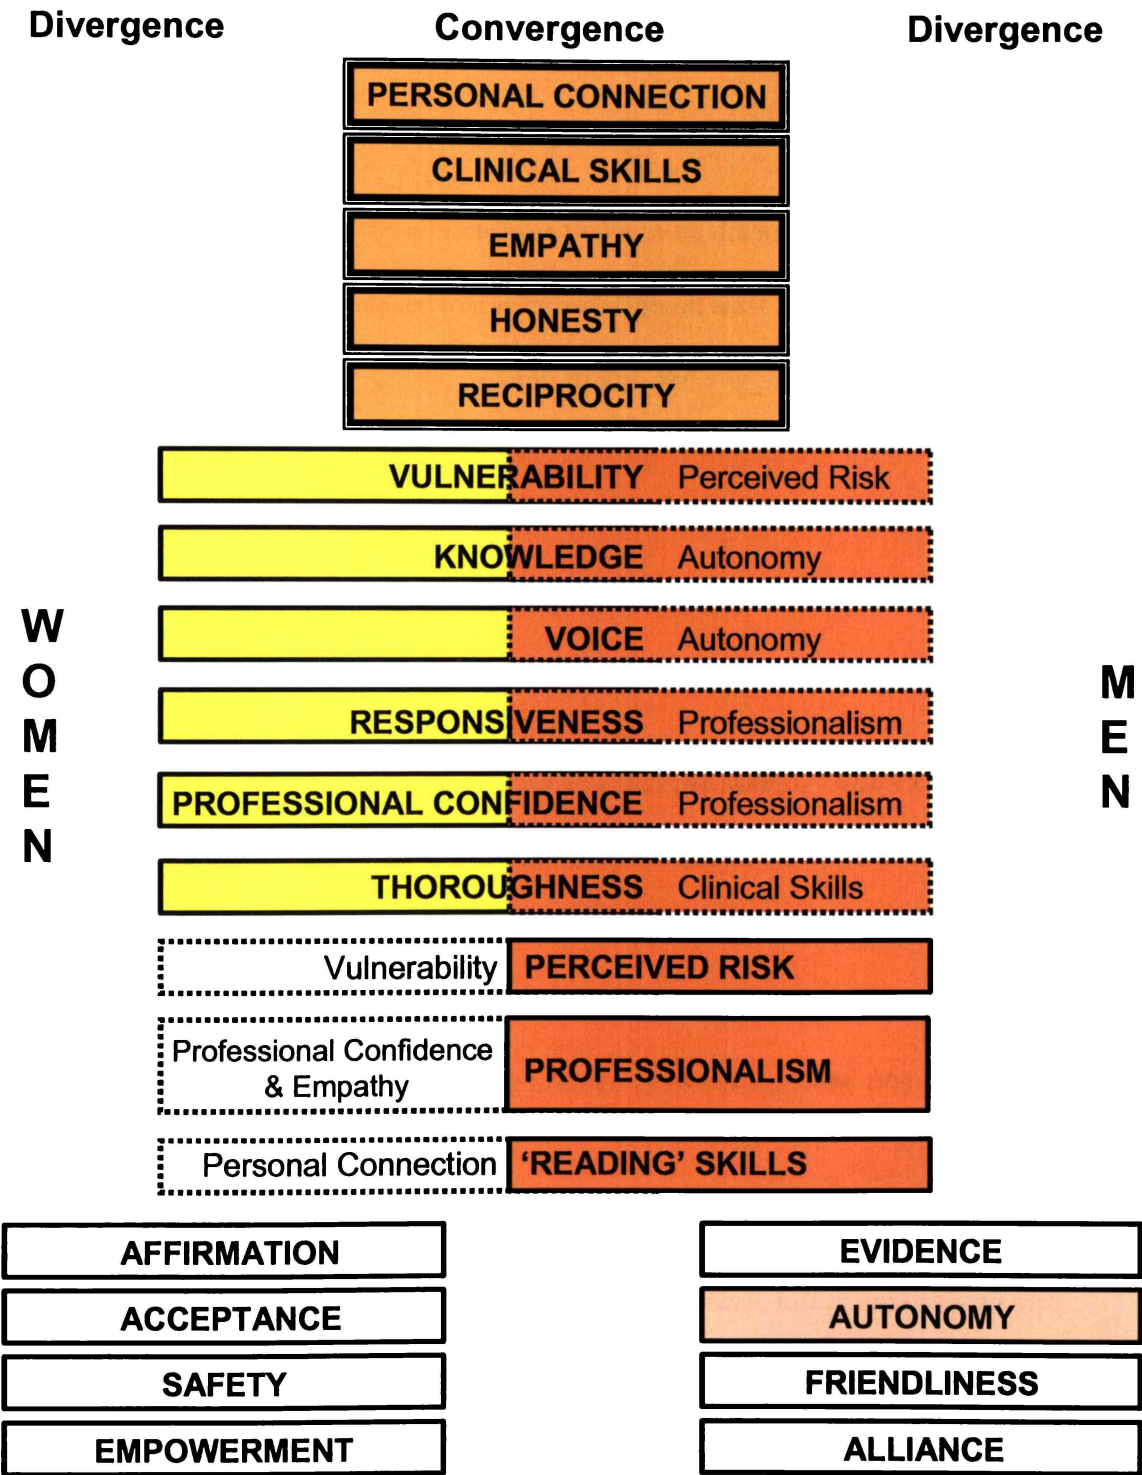 Divergence Convergence Divergence
PERSONAL CONNECTION
CLINICAL SKILLS
EMPATHY
HONESTY
RECIPROCITY
VULNERABILITY Perceived Risk
KNOWLEDGE Autonomy
VOICE Autonomy
RESPONSIVENESS Professionalism
PROFESSIONAL CONFIDENCE Professionalism
THOROUGHNESS Clinical Skills
Vulnerability PERCEIVED RISK
Professional Confidence
& Empathy
PROFESSIONALISM
Personal Connection 'READING' SKILLS
WOMEN
MEN
AFFIRMATION EVIDENCE
ACCEPTANCE AUTONOMY
SAFETY FRIENDLINESS
EMPOWERMENT ALLIANCE